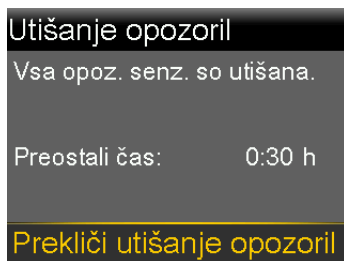 Utišanje opozoril
Vsa opoz. senz. so utišana.
Preostali čas: 0:30 h
Prekliči utišanje opozoril